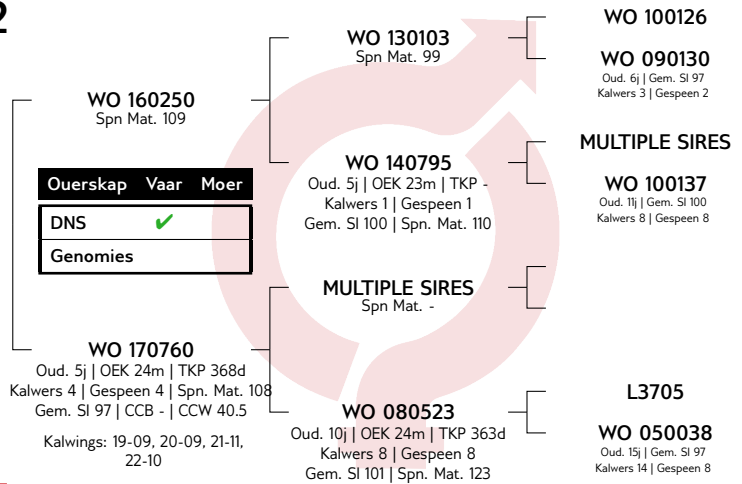 2
WO 160250
Spn Mat. 109
Ouerskap Vaar Moer
DNS ✔
Genomies
WO 170760
Oud. 5j | OEK 24m | TKP 368d
Kalwers 4 | Gespeen 4 | Spn. Mat. 108
Gem. SI 97 | CCB - | CCW 40.5
Kalwings: 19-09, 20-09, 21-11,
22-10
WO 130103
Spn Mat. 99
WO 140795
Oud. 5j | OEK 23m | TKP -
Kalwers 1 | Gespeen 1
Gem. SI 100 | Spn. Mat. 110
MULTIPLE SIRES
Spn Mat. -
WO 080523
Oud. 10j | OEK 24m | TKP 363d
Kalwers 8 | Gespeen 8
Gem. SI 101 | Spn. Mat. 123
WO 100126
WO 090130
Oud. 6j | Gem. SI 97
Kalwers 3 | Gespeen 2
MULTIPLE SIRES
WO 100137
Oud. 11j | Gem. SI 100
Kalwers 8 | Gespeen 8
L3705
WO 050038
Oud. 15j | Gem. SI 97
Kalwers 14 | Gespeen 8